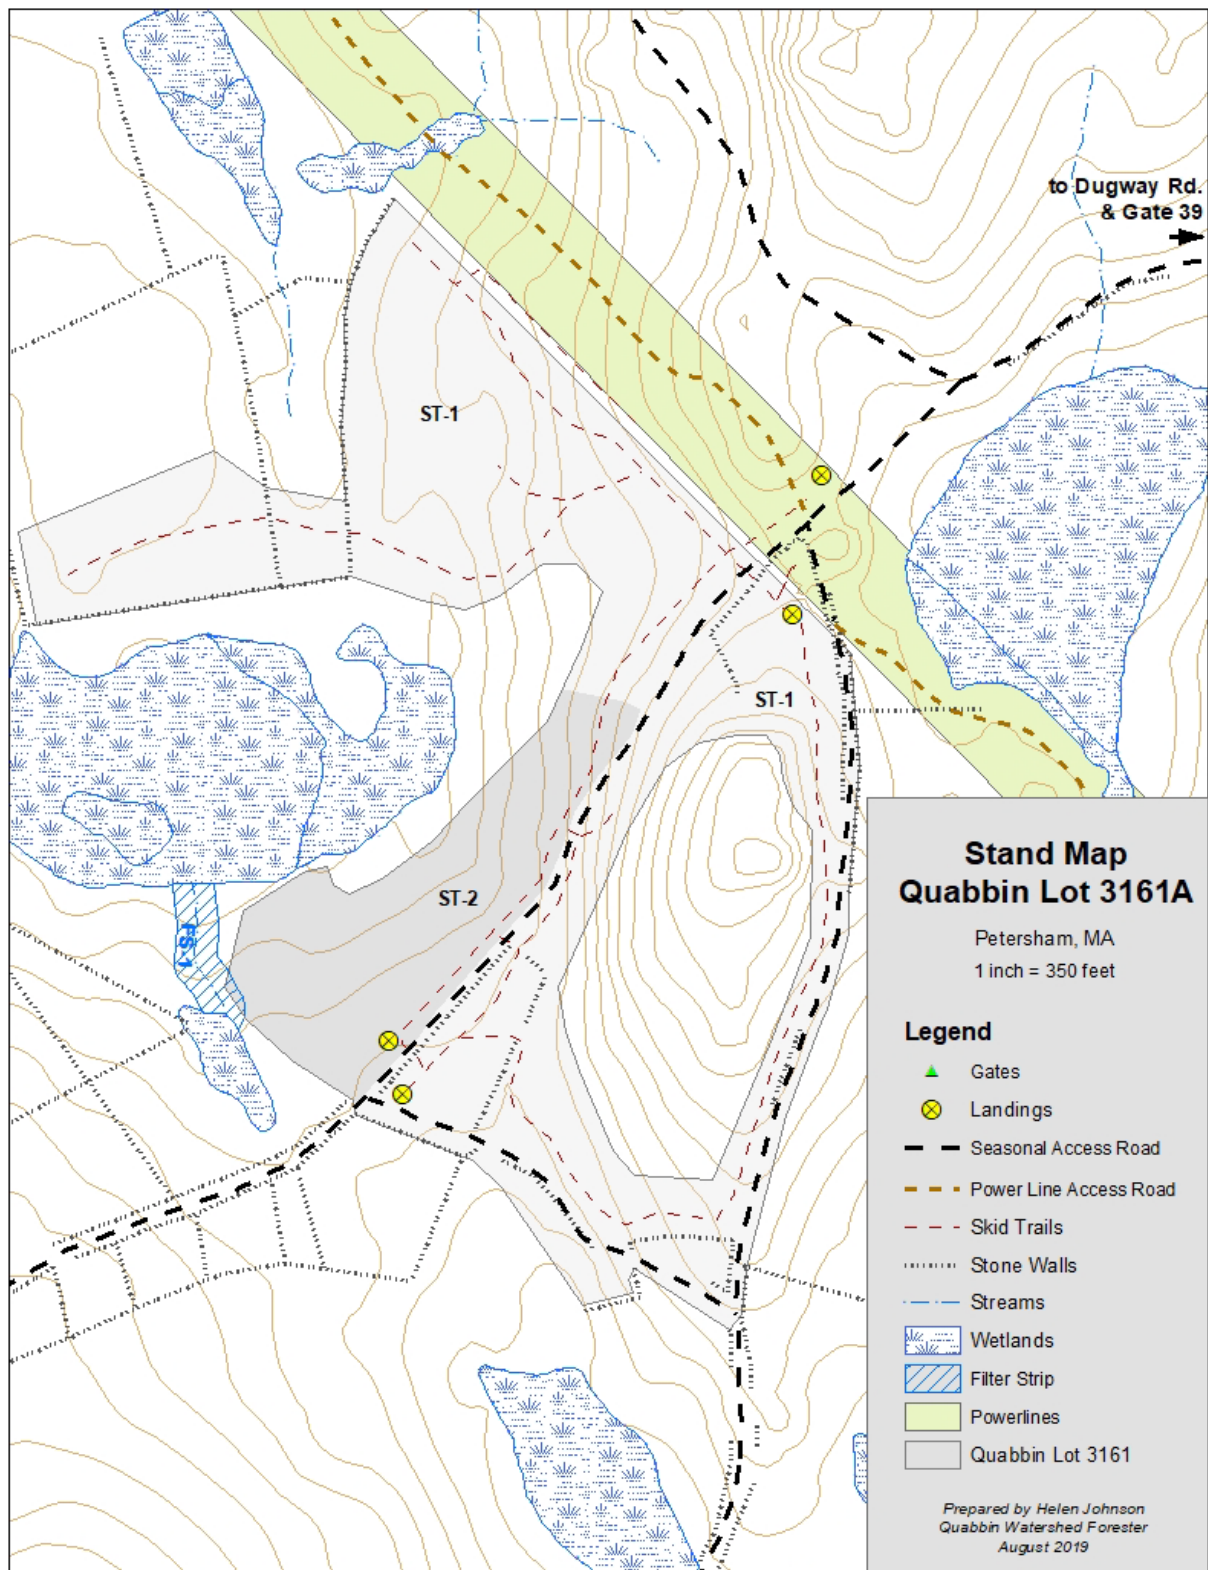 to Dugway Rd.
& Gate 39
ST-1
ST-1
ST-2
FS-1
Stand Map
Quabbin Lot 3161A
Petersham, MA
1 inch = 350 feet
Legend
Gates
Landings
Seasonal Access Road
Power Line Access Road
Skid Trails
Stone Walls
Streams
Wetlands
Filter Strip
Powerlines
Quabbin Lot 3161
Prepared by Helen Johnson
Quabbin Watershed Forester
August 2019